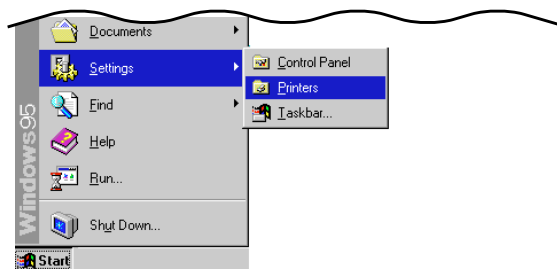 Documents
Settings
Find
Help
Run...
Shut Down...
Windows95
Start
Control Panel
Printers
Taskbar...